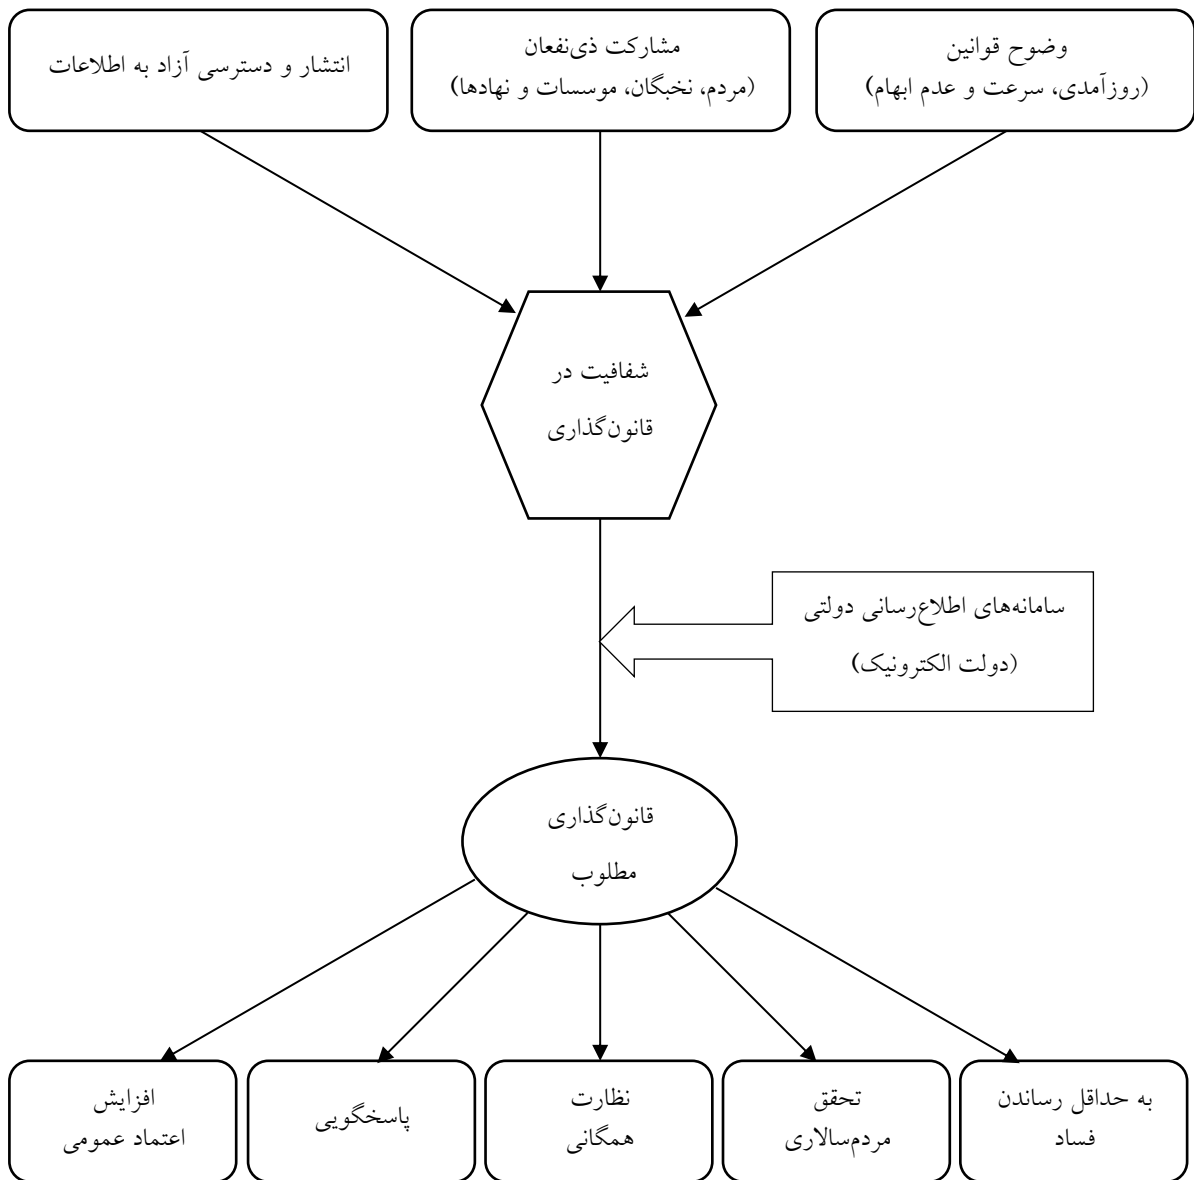 وضوح قوانین
(روزآمدی، سرعت و عدم ابهام)
مشارکت ذی‌نفعان
(مردم، نخبگان، موسسات و نهادها)
انتشار و دسترسی آزاد به اطلاعات
شفافیت در
قانون‌گذاری
سامانه‌های اطلاع‌رسانی دولتی
(دولت الکترونیک)
قانون‌گذاری
مطلوب
به حداقل رساندن
فساد
تحقق
مردم‌سالاری
نظارت
همگانی
پاسخگویی
افزایش
اعتماد عمومی